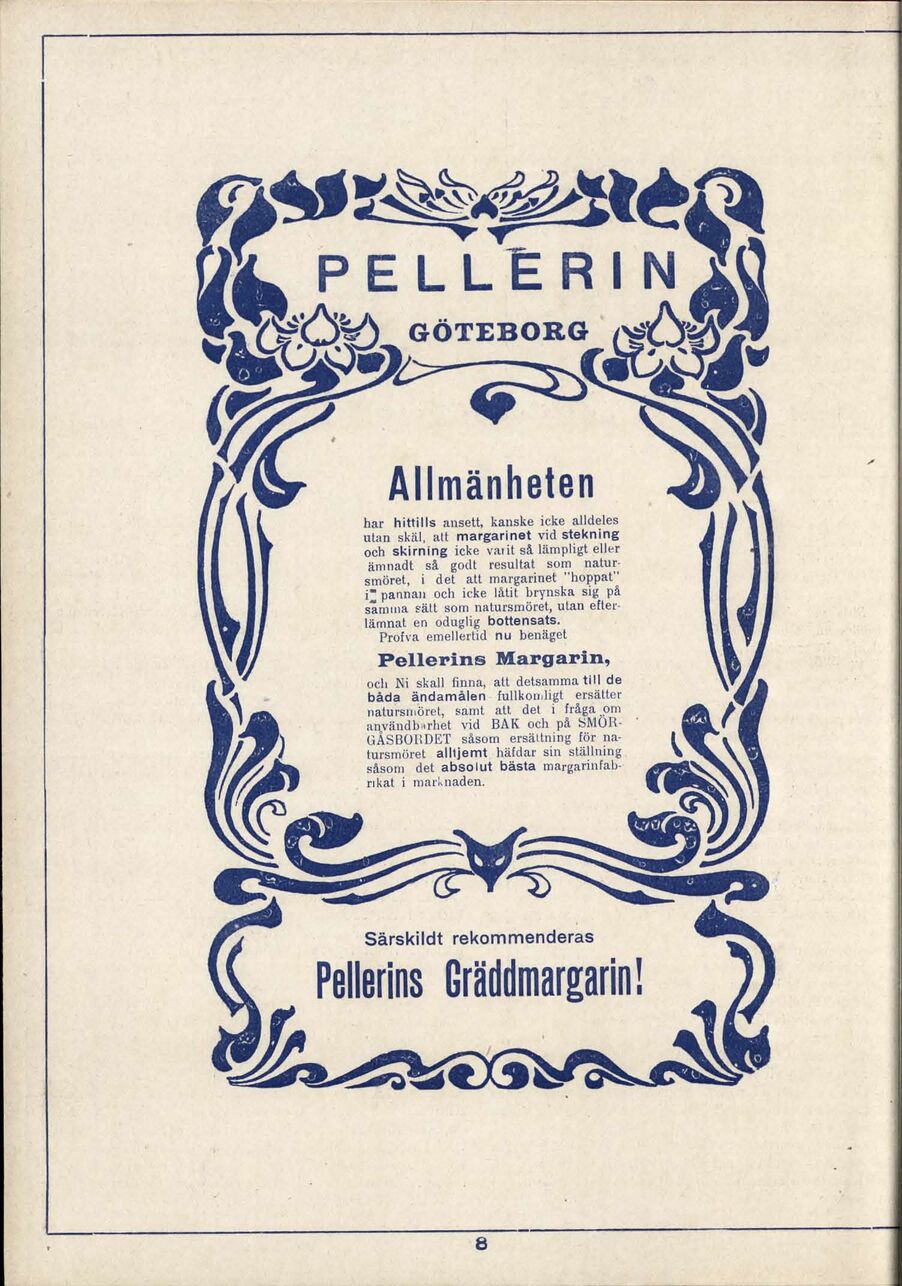 PELLERIN
GÖTEBORG
Allmänheten
har hittills ansett, kanske icke alldeles
utan skäl, att margarinet vid stekning
och skirning icke varit så lämpligt eller
ämnadt så godt resultat som natur-
smöret, i det att margarinet "hoppat"
i pannan och icke låtit brynska sig på
samma sätt som natursmöret, utan efter-
lämnat en oduglig bottensats.
Profva emellertid nu benäget
Pellerins Margarin,
och Ni skall finna, att detsamma till de
båda ändamålen fullkomligt ersätter
natursmöret, samt att det i fråga om
användbarhet vid BAK och på SMÖR-
GÅSBORDET såsom ersättning för na-
tursmöret alltjemt häfdar sin ställning
såsom det absolut bästa margarinfab-
rikat i marknaden.
Särskildt rekommenderas
Pellerins Gräddmargarin!
8